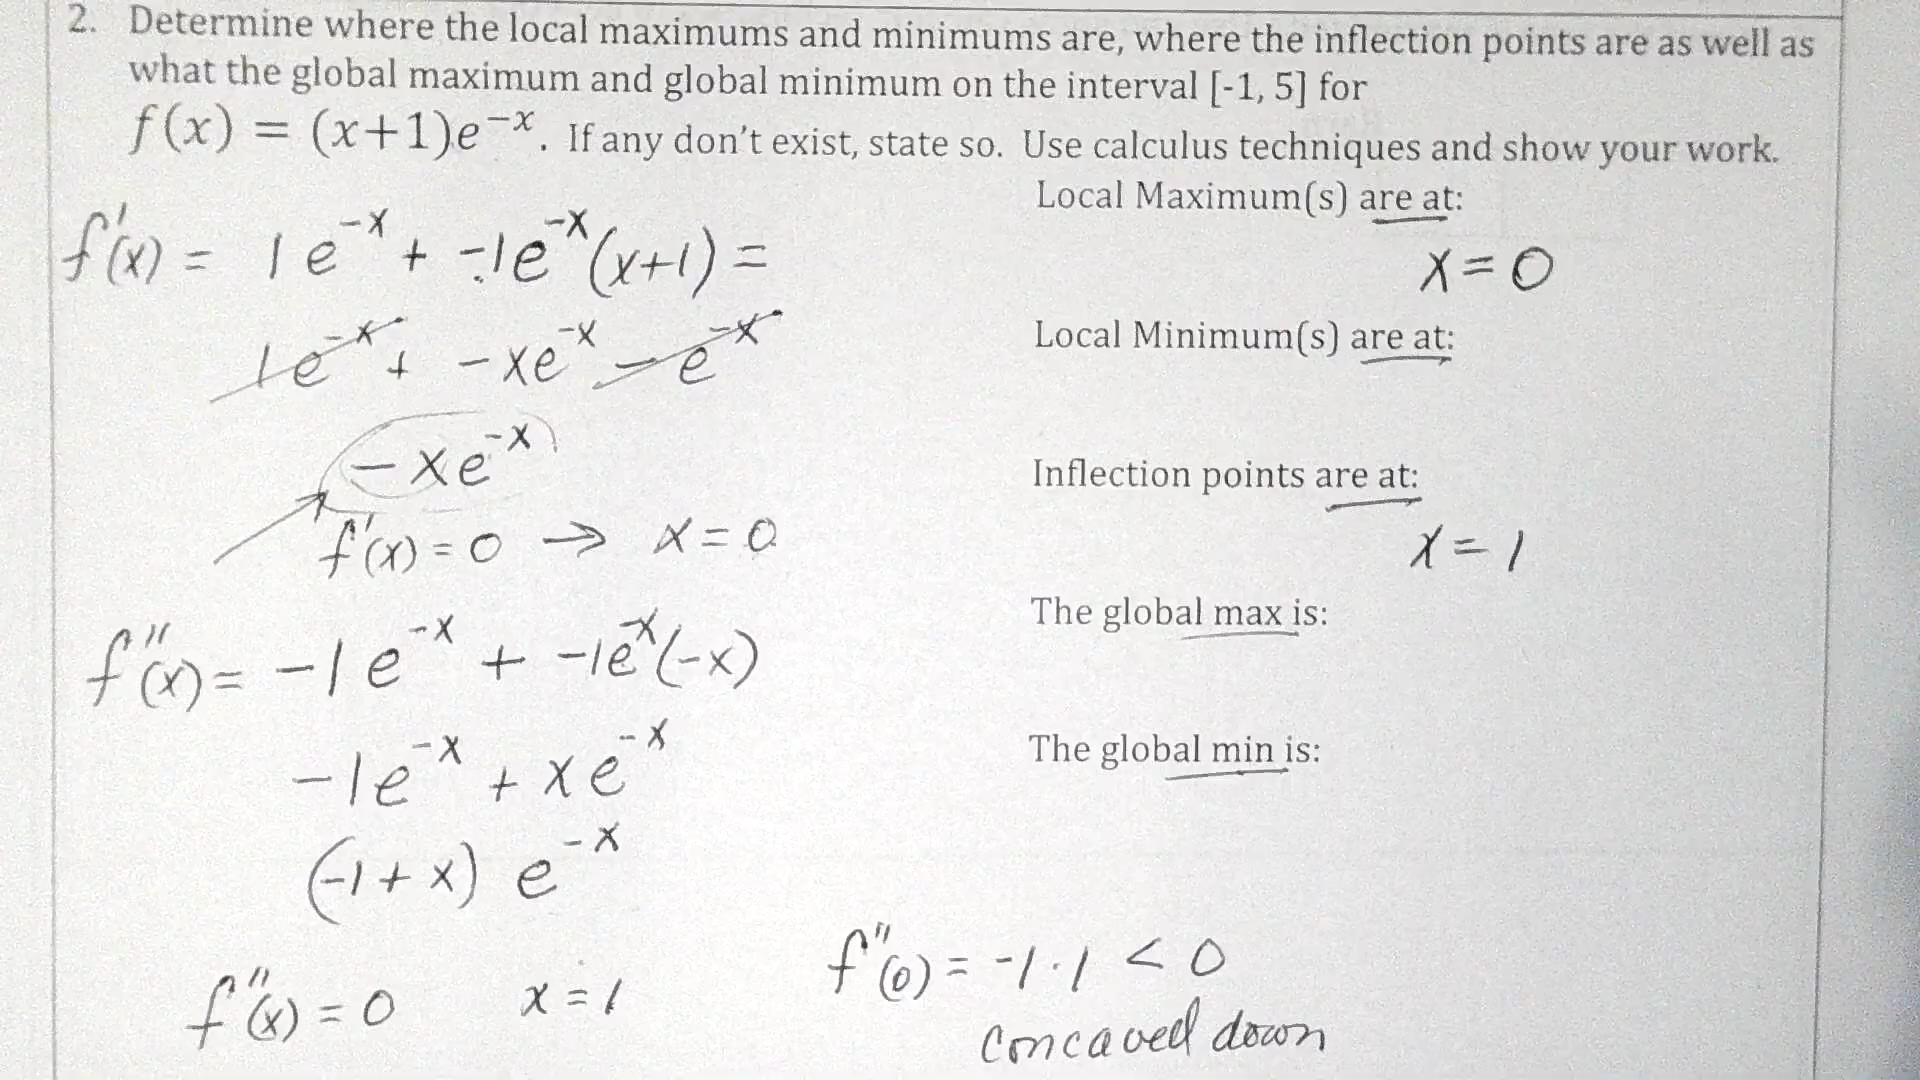 2. Determine where the local maximums and minimums are, where the inflection points are as well as
what the global maximum and global minimum on the interval [-1, 5] for
f(x) = (x+1)e^{-x}. If any don't exist, state so. Use calculus techniques and show your work.
Local Maximum(s) are at:
x = 0
Local Minimum(s) are at:
Inflection points are at:
x = 1
The global max is:
The global min is:
f'(x) = 1e^{-x} + -1e^{-x}(x+1) =
1e^{-x} + -xe^{-x} - e^{-x}
-xe^{-x}
f'(x) = 0 → x = 0
f''(x) = -1e^{-x} + -1e^{-x}(-x)
-1e^{-x} + xe^{-x}
(-1+x) e^{-x}
f''(x) = 0 x = 1
f''(0) = -1·1 < 0
concaved down